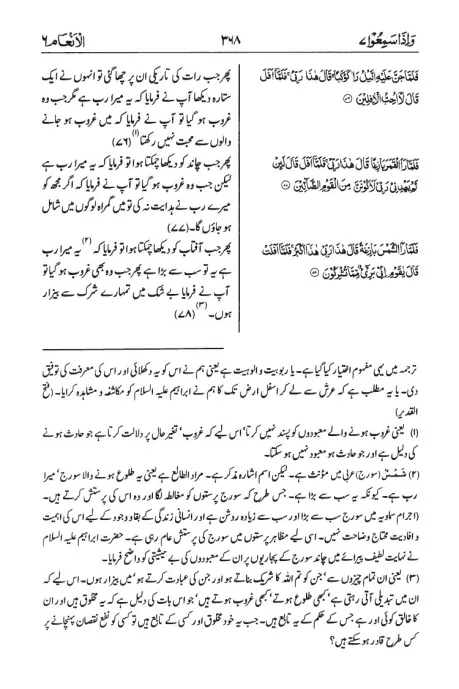 وَاِذَا سَمِعُوْا ۷
۳۶۸
الْاَنْعَام ۶
فَلَمَّا جَنَّ عَلَيْهِ الَّيْلُ رَاٰ كَوْكَبًا قَالَ هٰذَا رَبِّيْ فَلَمَّآ اَفَلَ
قَالَ لَآ اُحِبُّ الْاٰفِلِيْنَ
فَلَمَّا رَاَ الْقَمَرَ بَازِغًا قَالَ هٰذَا رَبِّيْ فَلَمَّآ اَفَلَ قَالَ لَىِٕنْ
لَّمْ يَهْدِنِيْ رَبِّيْ لَاَكُوْنَنَّ مِنَ الْقَوْمِ الضَّآلِّيْنَ
فَلَمَّا رَاَ الشَّمْسَ بَازِغَةً قَالَ هٰذَا رَبِّيْ هٰذَآ اَكْبَرُ فَلَمَّآ اَفَلَتْ
قَالَ يٰقَوْمِ اِنِّيْ بَرِيْٓءٌ مِّمَّا تُشْرِكُوْنَ
پھر جب رات کی تاریکی ان پر چھا گئی تو انہوں نے ایک
ستارہ دیکھا آپ نے فرمایا کہ یہ میرا رب ہے مگر جب وہ
غروب ہو گیا تو آپ نے فرمایا کہ میں غروب ہو جانے
والوں سے محبت نہیں رکھتا (۱) (۷۶)
پھر جب چاند کو دیکھا چمکتا ہوا تو فرمایا کہ یہ میرا رب ہے
لیکن جب وہ غروب ہو گیا تو آپ نے فرمایا کہ اگر مجھ کو
میرے رب نے ہدایت نہ کی تو میں گمراہ لوگوں میں شامل
ہو جاؤں گا۔ (۷۷)
پھر جب آفتاب کو دیکھا چمکتا ہوا تو فرمایا کہ (۲) یہ میرا رب
ہے یہ تو سب سے بڑا ہے پھر جب وہ بھی غروب ہو گیا تو
آپ نے فرمایا بے شک میں تمہارے شرک سے بیزار
ہوں۔ (۳) (۷۸)
ترجمہ میں یہی مفہوم اختیار کیا گیا ہے۔ یا ربوبیت و الوہیت ہے یعنی ہم نے اس کو یہ دکھلائی اور اس کی معرفت کی توفیق
دی۔ یا یہ مطلب ہے کہ عرش سے لے کر اسفل ارض تک کا ہم نے ابراہیم علیہ السلام کو مکاشفہ و مشاہدہ کرایا۔ (فتح
القدیر)
(۱) یعنی غروب ہونے والے معبودوں کو پسند نہیں کرتا، اس لیے کہ غروب، تغیر حال پر دلالت کرتا ہے جو حادث ہونے
کی دلیل ہے اور جو حادث ہو معبود نہیں ہو سکتا۔
(۲) شَمْسٌ (سورج) عربی میں مؤنث ہے۔ لیکن اسم اشارہ مذکر ہے۔ مراد الطالع ہے یعنی یہ طلوع ہونے والا سورج، میرا
رب ہے۔ کیونکہ یہ سب سے بڑا ہے۔ جس طرح کہ سورج پرستوں کو مغالطہ لگا اور وہ اس کی پرستش کرتے ہیں۔
(اجرام سماویہ میں سورج سب سے بڑا اور سب سے زیادہ روشن ہے اور انسانی زندگی کے بقا و وجود کے لیے اس کی اہمیت
و افادیت محتاج وضاحت نہیں۔ اسی لیے مظاہر پرستوں میں سورج کی پرستش عام رہی ہے۔ حضرت ابراہیم علیہ السلام
نے نہایت لطیف پیرائے میں چاند سورج کے پجاریوں پر ان کے معبودوں کی بے حیثیتی کو واضح فرمایا۔
(۳) یعنی ان تمام چیزوں سے، جن کو تم اللہ کا شریک بناتے ہو اور جن کی عبادت کرتے ہو، میں بیزار ہوں۔ اس لیے کہ
ان میں تبدیلی آتی رہتی ہے، کبھی طلوع ہوتے، کبھی غروب ہوتے ہیں، جو اس بات کی دلیل ہے کہ یہ مخلوق ہیں اور ان
کا خالق کوئی اور ہے جس کے حکم کے یہ تابع ہیں۔ جب یہ خود مخلوق اور کسی کے تابع ہیں تو کسی کو نفع نقصان پہنچانے پر
کس طرح قادر ہو سکتے ہیں؟